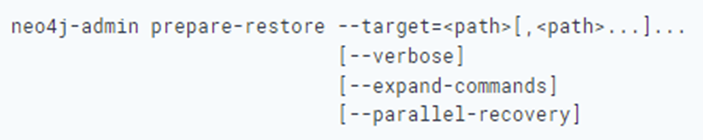 neo4j-admin prepare-restore --target=<path>[,<path>...]...
[--verbose]
[--expand-commands]
[--parallel-recovery]